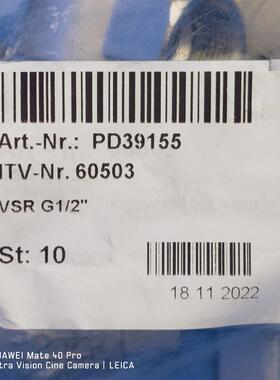 Art.-Nr.: PD39155
ITV-Nr. 60503
VSR G1/2"
St: 10
18.11.2022
HUAWEI Mate 40 Pro
Ultra Vision Cine Camera | LEICA